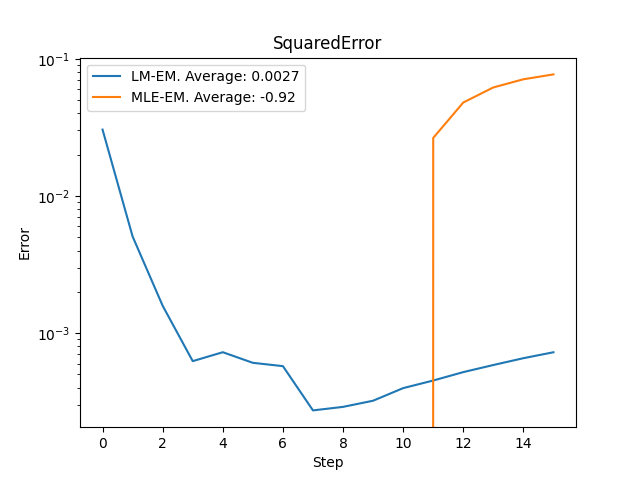 SquaredError
LM-EM. Average: 0.0027
MLE-EM. Average: -0.92
10⁻¹
10⁻²
10⁻³
Error
0 2 4 6 8 10 12 14
Step